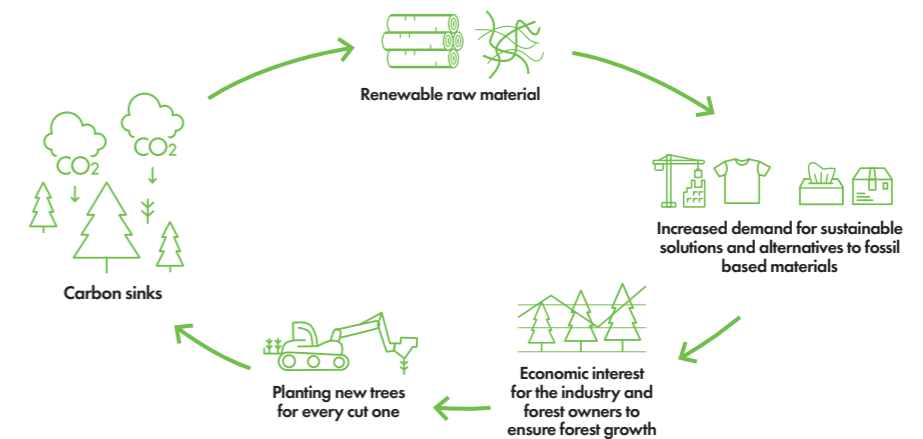 Renewable raw material
CO2
CO2
Carbon sinks
Increased demand for sustainable
solutions and alternatives to fossil
based materials
Economic interest
for the industry and
forest owners to
ensure forest growth
Planting new trees
for every cut one